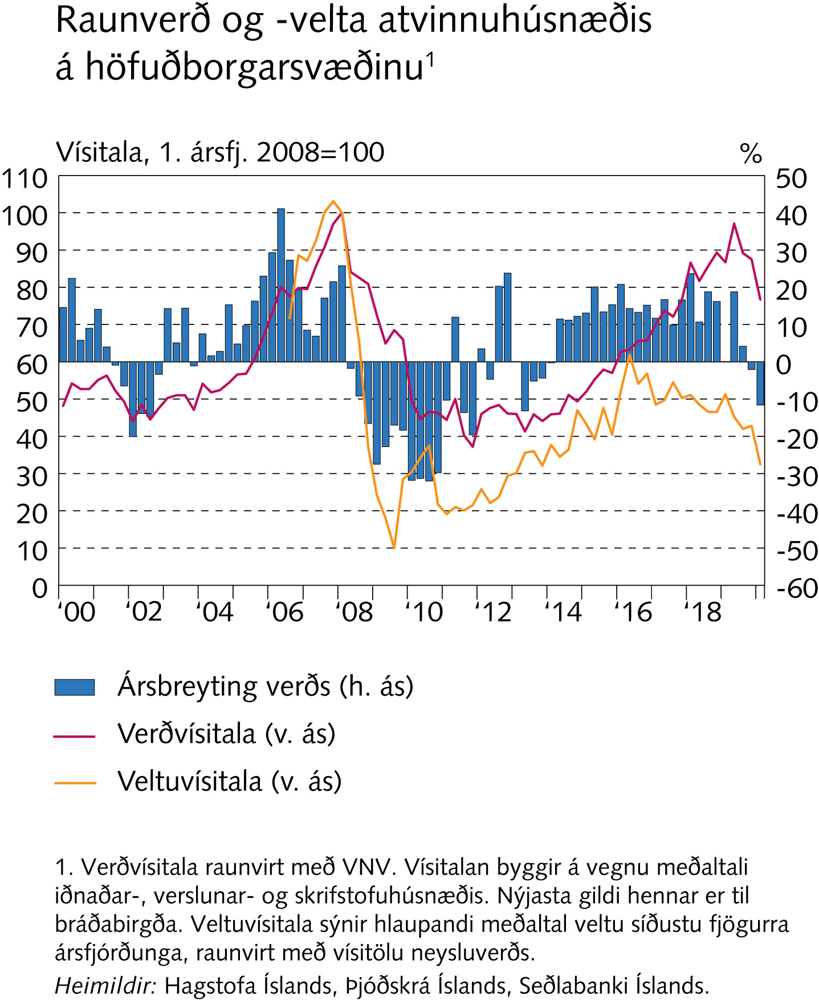 Raunverð og -velta atvinnuhúsnæðis
á höfuðborgarsvæðinu¹
Vísitala, 1. ársfj. 2008=100
%
110
100
90
80
70
60
50
40
30
20
10
0
50
40
30
20
10
0
-10
-20
-30
-40
-50
-60
‘00 ‘02 ‘04 ‘06 ‘08 ‘10 ‘12 ‘14 ‘16 ‘18
Ársbreyting verðs (h. ás)
Verðvísitala (v. ás)
Veltuvísitala (v. ás)
1. Verðvísitala raunvirt með VNV. Vísitalan byggir á vegnu meðaltali
iðnaðar-, verslunar- og skrifstofuhúsnæðis. Nýjasta gildi hennar er til
bráðabirgða. Veltuvísitala sýnir hlaupandi meðaltal veltu síðustu fjögurra
ársfjórðunga, raunvirt með vísitölu neysluverðs.
Heimildir: Hagstofa Íslands, Þjóðskrá Íslands, Seðlabanki Íslands.